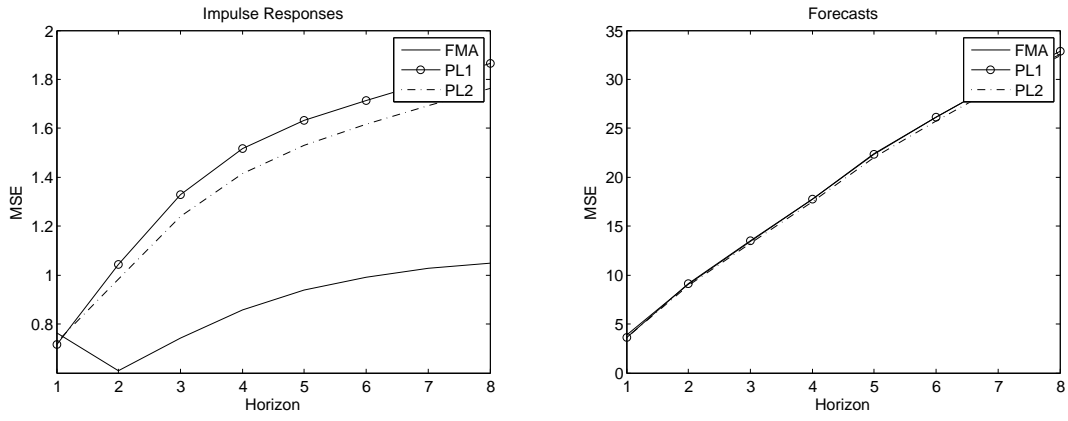 Impulse Responses
2
1.8
1.6
1.4
1.2
1
0.8
MSE
FMA
PL1
PL2
1 2 3 4 5 6 7 8
Horizon
Forecasts
35
30
25
20
15
10
5
0
MSE
FMA
PL1
PL2
1 2 3 4 5 6 7 8
Horizon